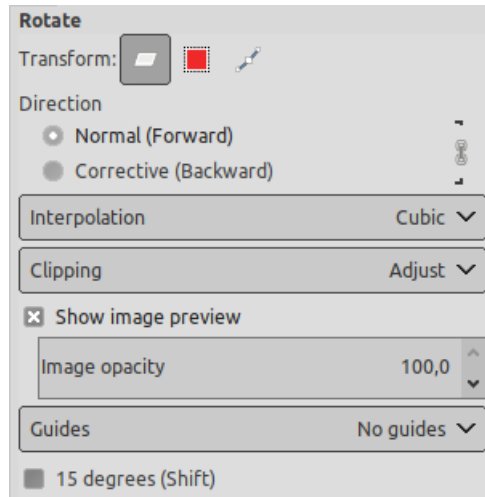 Rotate
Transform:
Direction
Normal (Forward)
Corrective (Backward)
Interpolation Cubic
Clipping Adjust
Show image preview
Image opacity 100,0
Guides No guides
15 degrees (Shift)